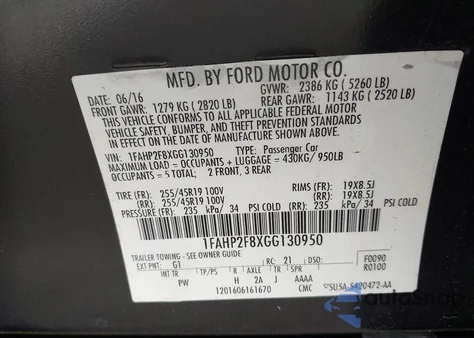 MFD. BY FORD MOTOR CO.
DATE: 06/16 GVWR: 2386 KG ( 5260 LB)
FRONT GAWR: 1279 KG ( 2820 LB) REAR GAWR: 1143 KG ( 2520 LB)
THIS VEHICLE CONFORMS TO ALL APPLICABLE FEDERAL MOTOR
VEHICLE SAFETY, BUMPER, AND THEFT PREVENTION STANDARDS
IN EFFECT ON THE DATE OF MANUFACTURE SHOWN ABOVE.
VIN: 1FAHP2F8XGG130950 TYPE: Passenger Car
MAXIMUM LOAD = OCCUPANTS + LUGGAGE = 430KG/ 950LB
OCCUPANTS = 5 TOTAL; 2 FRONT, 3 REAR
TIRE (FR): 255/45R19 100V RIMS (FR): 19X8.5J
(RR): 255/45R19 100V (RR): 19X8.5J
PRESSURE (FR): 235 KPA/ 34 PSI COLD (RR): 235 KPA/ 34 PSI COLD
1FAHP2F8XGG130950
TRAILER TOWING - SEE OWNER GUIDE
EXT PNT: G1 RC: 21 DSO: F0090
R0100
INT TR TP/PS R AXLE TR SPR
PW H 2A J AAAA
1201606161670 CMC SUSA-5420472-AA
AutoSnap